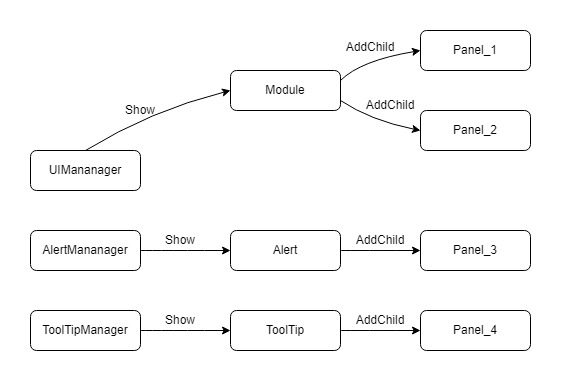 AddChild
Panel_1
Module
Show
AddChild
Panel_2
UIMananager
AlertMananager
Show
Alert
AddChild
Panel_3
ToolTipManager
Show
ToolTip
AddChild
Panel_4